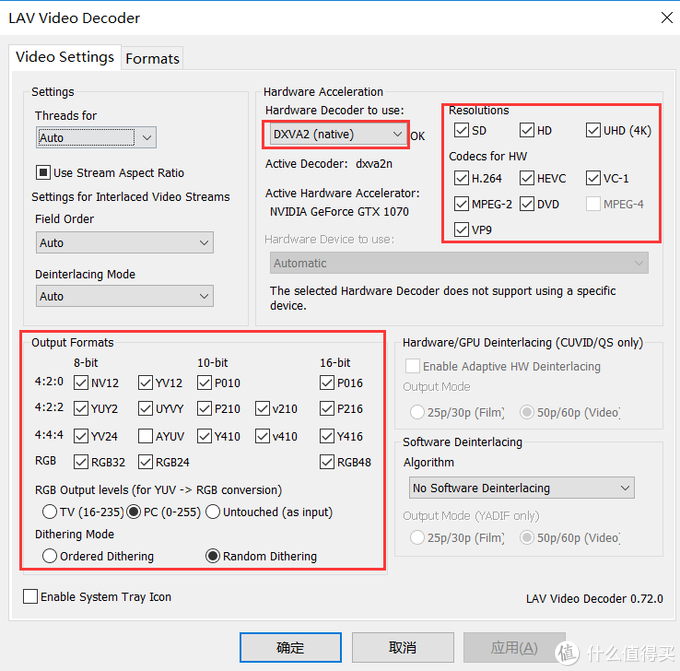 LAV Video Decoder
Video Settings
Formats
Settings
Threads for
Auto
Use Stream Aspect Ratio
Settings for Interlaced Video Streams
Field Order
Auto
Deinterlacing Mode
Auto
Hardware Acceleration
Hardware Decoder to use:
DXVA2 (native)
OK
Active Decoder: dxva2n
Active Hardware Accelerator:
NVIDIA GeForce GTX 1070
Hardware Device to use:
Automatic
The selected Hardware Decoder does not support using a specific
device.
Resolutions
SD HD UHD (4K)
Codecs for HW
H.264 HEVC VC-1
MPEG-2 DVD MPEG-4
VP9
Output Formats
8-bit 10-bit 16-bit
4:2:0 NV12 YV12 P010 P016
4:2:2 YUY2 UYVY P210 v210 P216
4:4:4 YV24 AYUV Y410 v410 Y416
RGB RGB32 RGB24 RGB48
RGB Output levels (for YUV -> RGB conversion)
TV (16-235) PC (0-255) Untouched (as input)
Dithering Mode
Ordered Dithering Random Dithering
Hardware/GPU Deinterlacing (CUVID/QS only)
Enable Adaptive HW Deinterlacing
Output Mode
25p/30p (Film) 50p/60p (Video)
Software Deinterlacing
Algorithm
No Software Deinterlacing
Output Mode (YADIF only)
25p/30p (Film) 50p/60p (Video)
Enable System Tray Icon
LAV Video Decoder 0.72.0
确定
取消
应用(A)
值 什么值得买